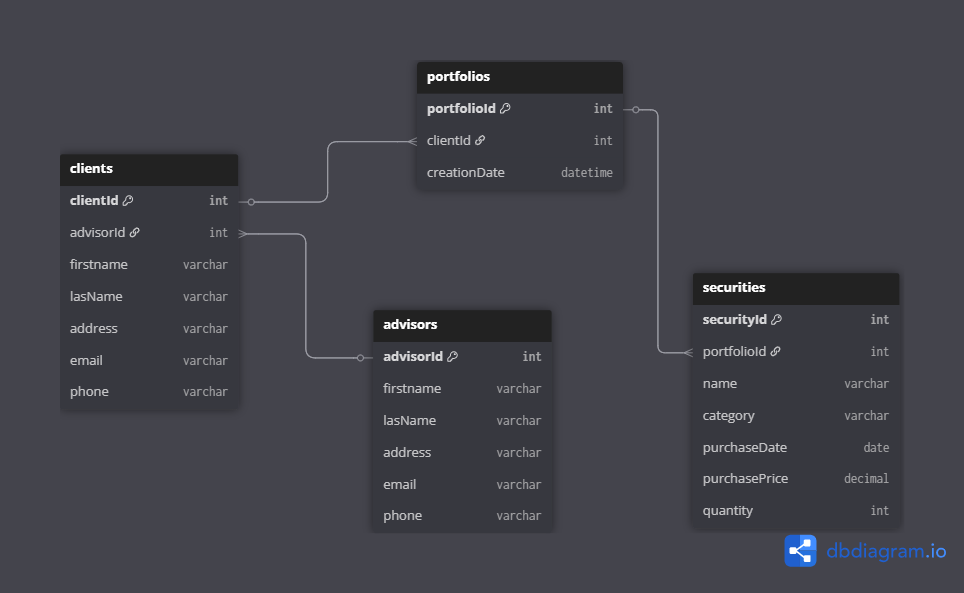 portfolios
portfolioId int
clientId int
creationDate datetime
clients
clientId int
advisorId int
firstname varchar
lasName varchar
address varchar
email varchar
phone varchar
advisors
advisorId int
firstname varchar
lasName varchar
address varchar
email varchar
phone varchar
securities
securityId int
portfolioId int
name varchar
category varchar
purchaseDate date
purchasePrice decimal
quantity int
dbdiagram.io